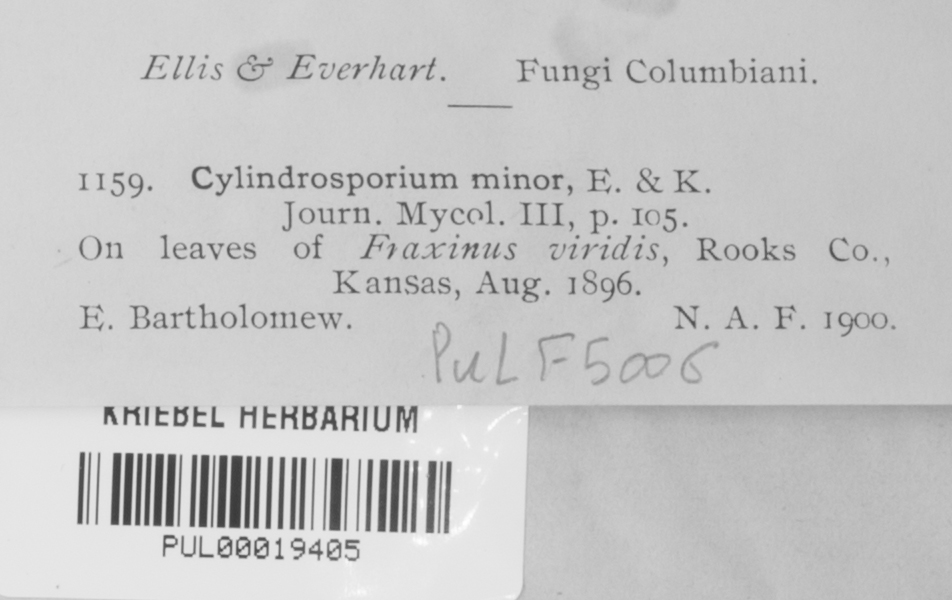 Ellis & Everhart. Fungi Columbiani.
1159. Cylindrosporium minor, E. & K.
Journ. Mycol. III, p. 105.
On leaves of Fraxinus viridis, Rooks Co.,
Kansas, Aug. 1896.
E. Bartholomew. N. A. F. 1900.
PUL F5006
KRIEBEL HERBARIUM
PUL00019405